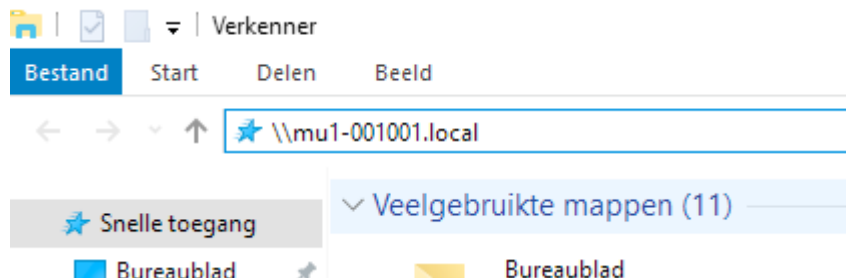 Verkenner
Bestand Start Delen Beeld
\\mu1-001001.local
Snelle toegang
Veelgebruikte mappen (11)
Bureaublad
Bureaublad